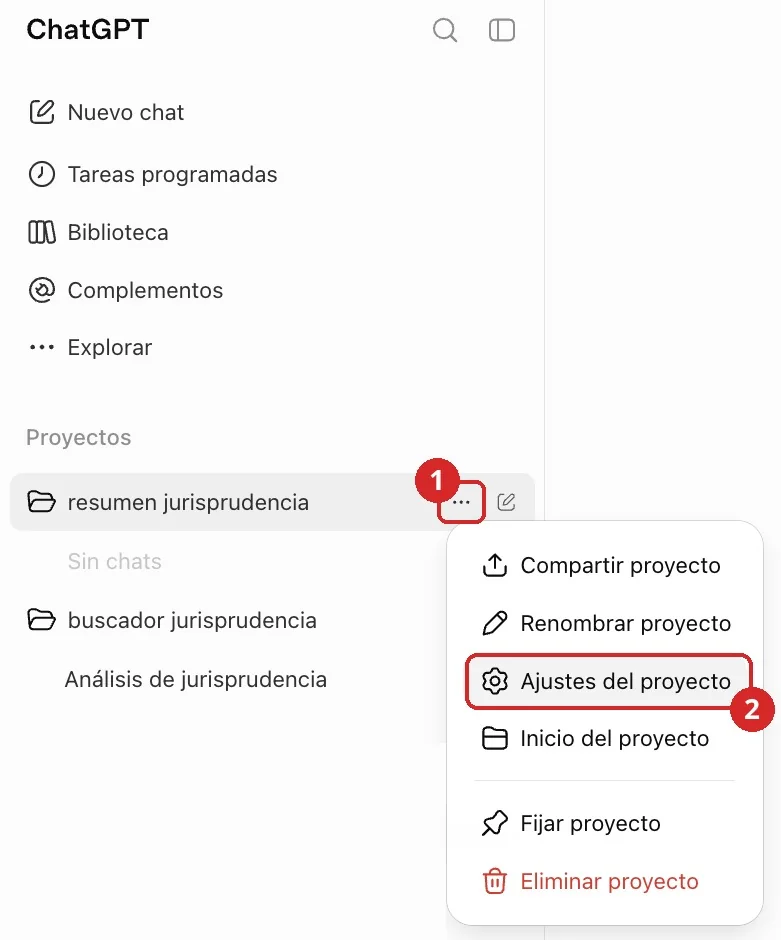 ChatGPT
Nuevo chat
Tareas programadas
Biblioteca
Complementos
Explorar
Proyectos
resumen jurisprudencia
1
Sin chats
buscador jurisprudencia
Análisis de jurisprudencia
Compartir proyecto
Renombrar proyecto
Ajustes del proyecto
2
Inicio del proyecto
Fijar proyecto
Eliminar proyecto